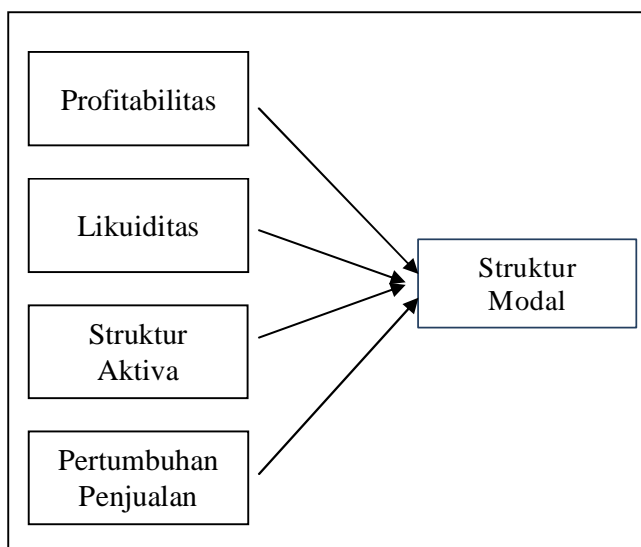 Profitabilitas
Likuiditas
Struktur
Aktiva
Pertumbuhan
Penjualan
Struktur
Modal